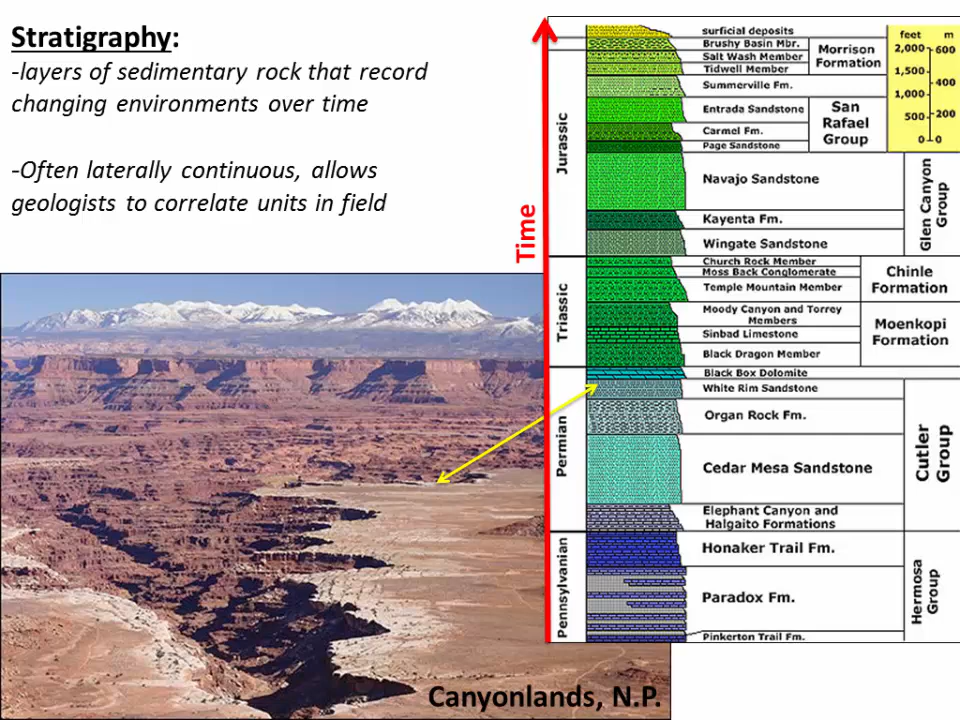 Stratigraphy:
-layers of sedimentary rock that record
changing environments over time
-Often laterally continuous, allows
geologists to correlate units in field
Time
Jurassic
Triassic
Permian
Pennsylvanian
surficial deposits
Brushy Basin Mbr.
Salt Wash Member
Tidwell Member
Morrison
Formation
Summerville Fm.
Entrada Sandstone
Carmel Fm.
Page Sandstone
San
Rafael
Group
Navajo Sandstone
Kayenta Fm.
Wingate Sandstone
Glen Canyon
Group
Church Rock Member
Moss Back Conglomerate
Temple Mountain Member
Chinle
Formation
Moody Canyon and Torrey
Members
Sinbad Limestone
Black Dragon Member
Moenkopi
Formation
Black Box Dolomite
White Rim Sandstone
Organ Rock Fm.
Cedar Mesa Sandstone
Elephant Canyon and
Halgaito Formations
Cutler
Group
Honaker Trail Fm.
Paradox Fm.
Pinkerton Trail Fm.
Hermosa
Group
feet m
2,000 600
1,500
400
1,000
500 200
0 0
Canyonlands, N.P.